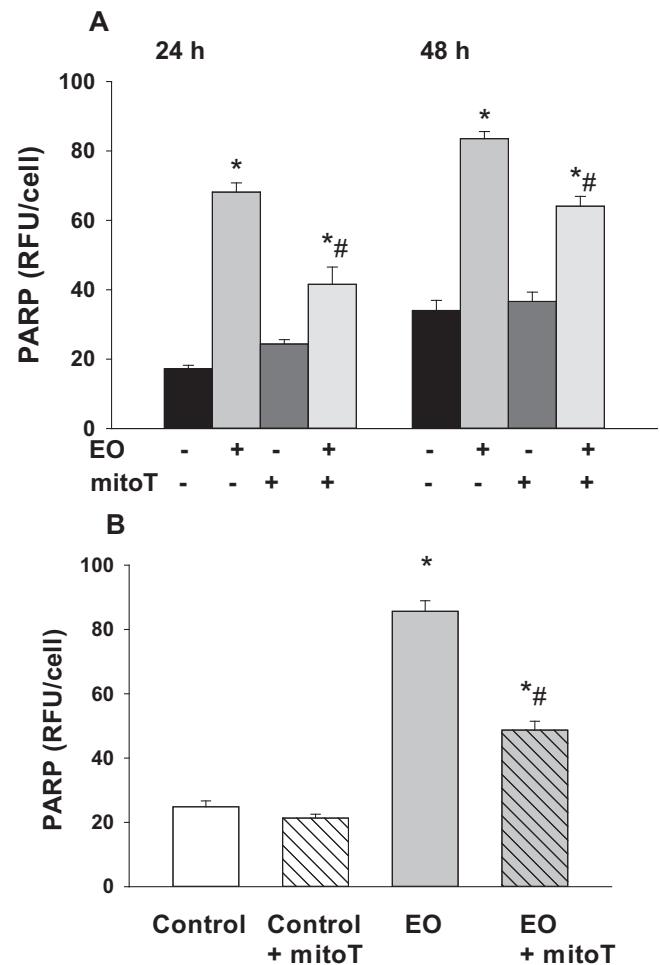 A
24 h
48 h
PARP (RFU/cell)
100
80
60
40
20
0
*
*#
*
*#
EO - + - + - + - +
mitoT - - + + - - + +
B
PARP (RFU/cell)
100
80
60
40
20
0
*
*#
Control
Control + mitoT
EO
EO + mitoT